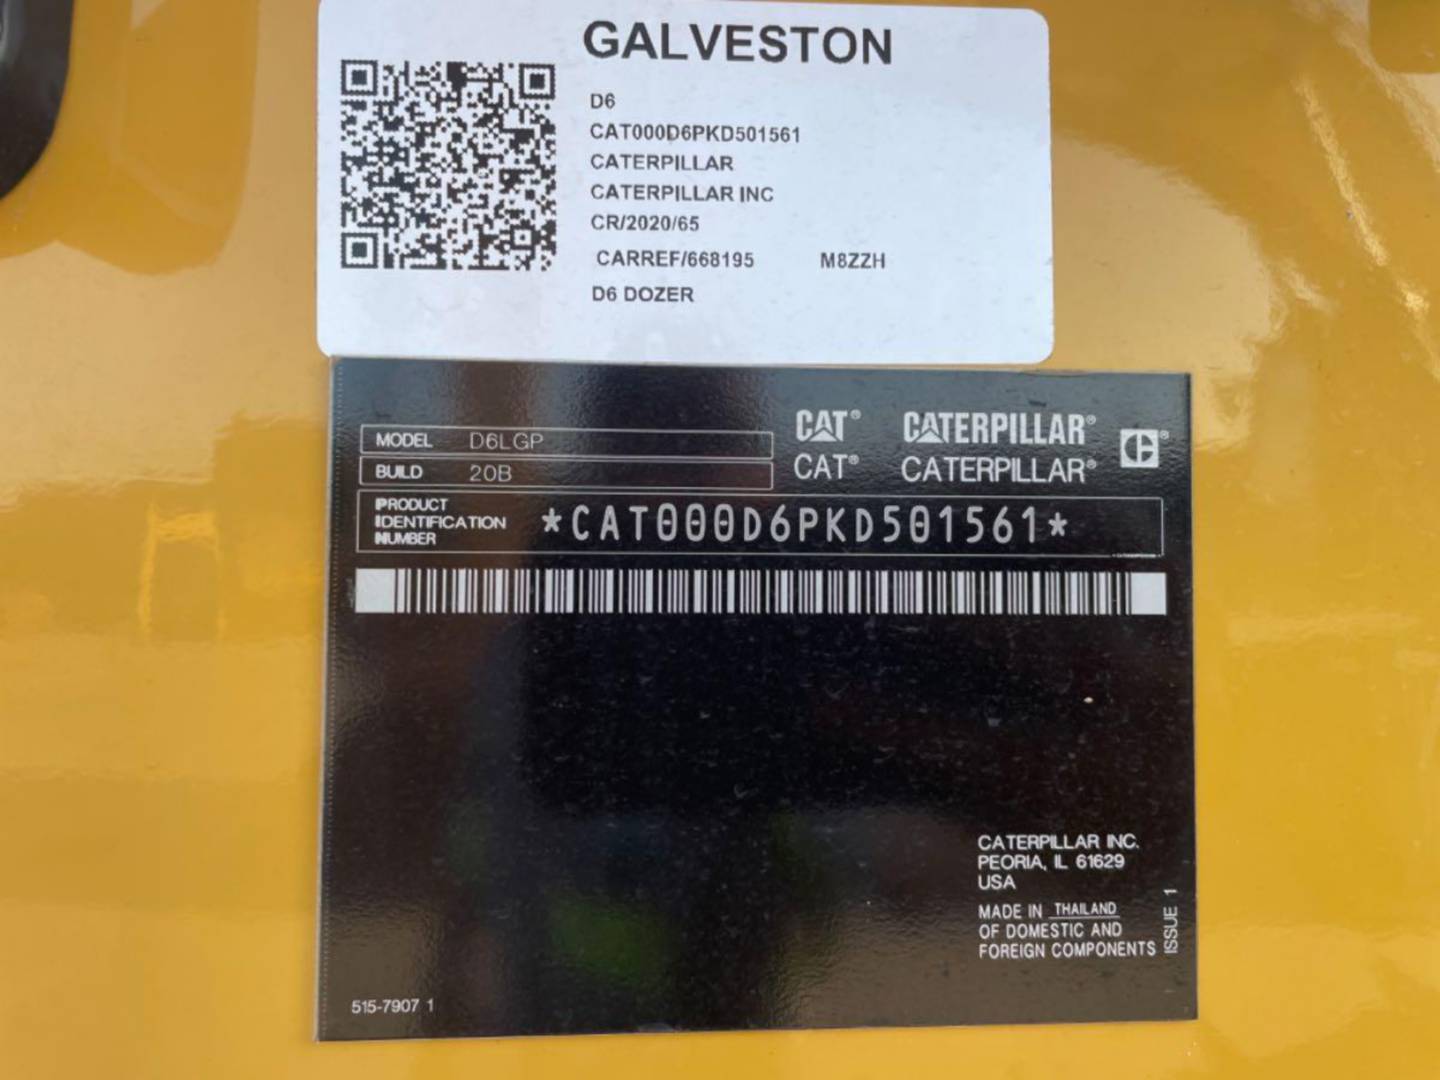 GALVESTON
D6
CAT000D6PKD501561
CATERPILLAR
CATERPILLAR INC
CR/2020/65
CARREF/668195 M8ZZH
D6 DOZER
MODEL D6LGP
BUILD 20B
CAT® CATERPILLAR® ®
CAT® CATERPILLAR®
PRODUCT
IDENTIFICATION
NUMBER
*CAT000D6PKD501561*
CATERPILLAR INC.
PEORIA, IL 61629
USA
MADE IN THAILAND
OF DOMESTIC AND
FOREIGN COMPONENTS
ISSUE 1
515-7907 1